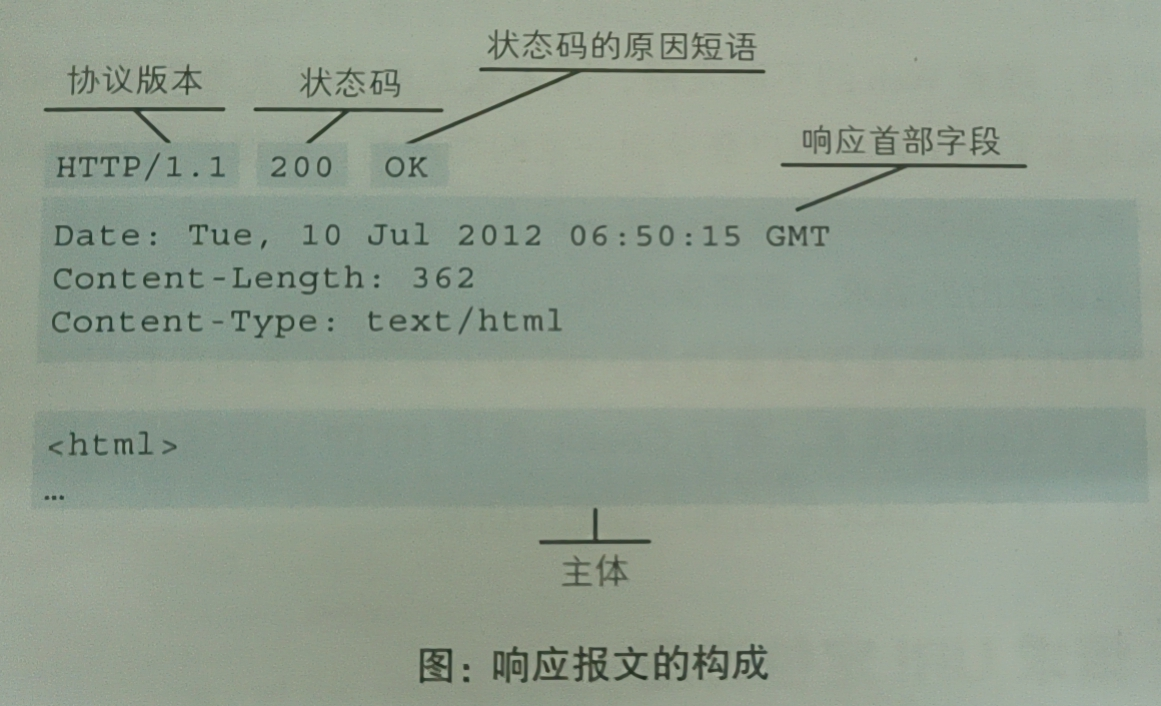 状态码的原因短语
协议版本 状态码
响应首部字段
HTTP/1.1 200 OK
Date: Tue, 10 Jul 2012 06:50:15 GMT
Content-Length: 362
Content-Type: text/html
<html>
…
主体
图：响应报文的构成